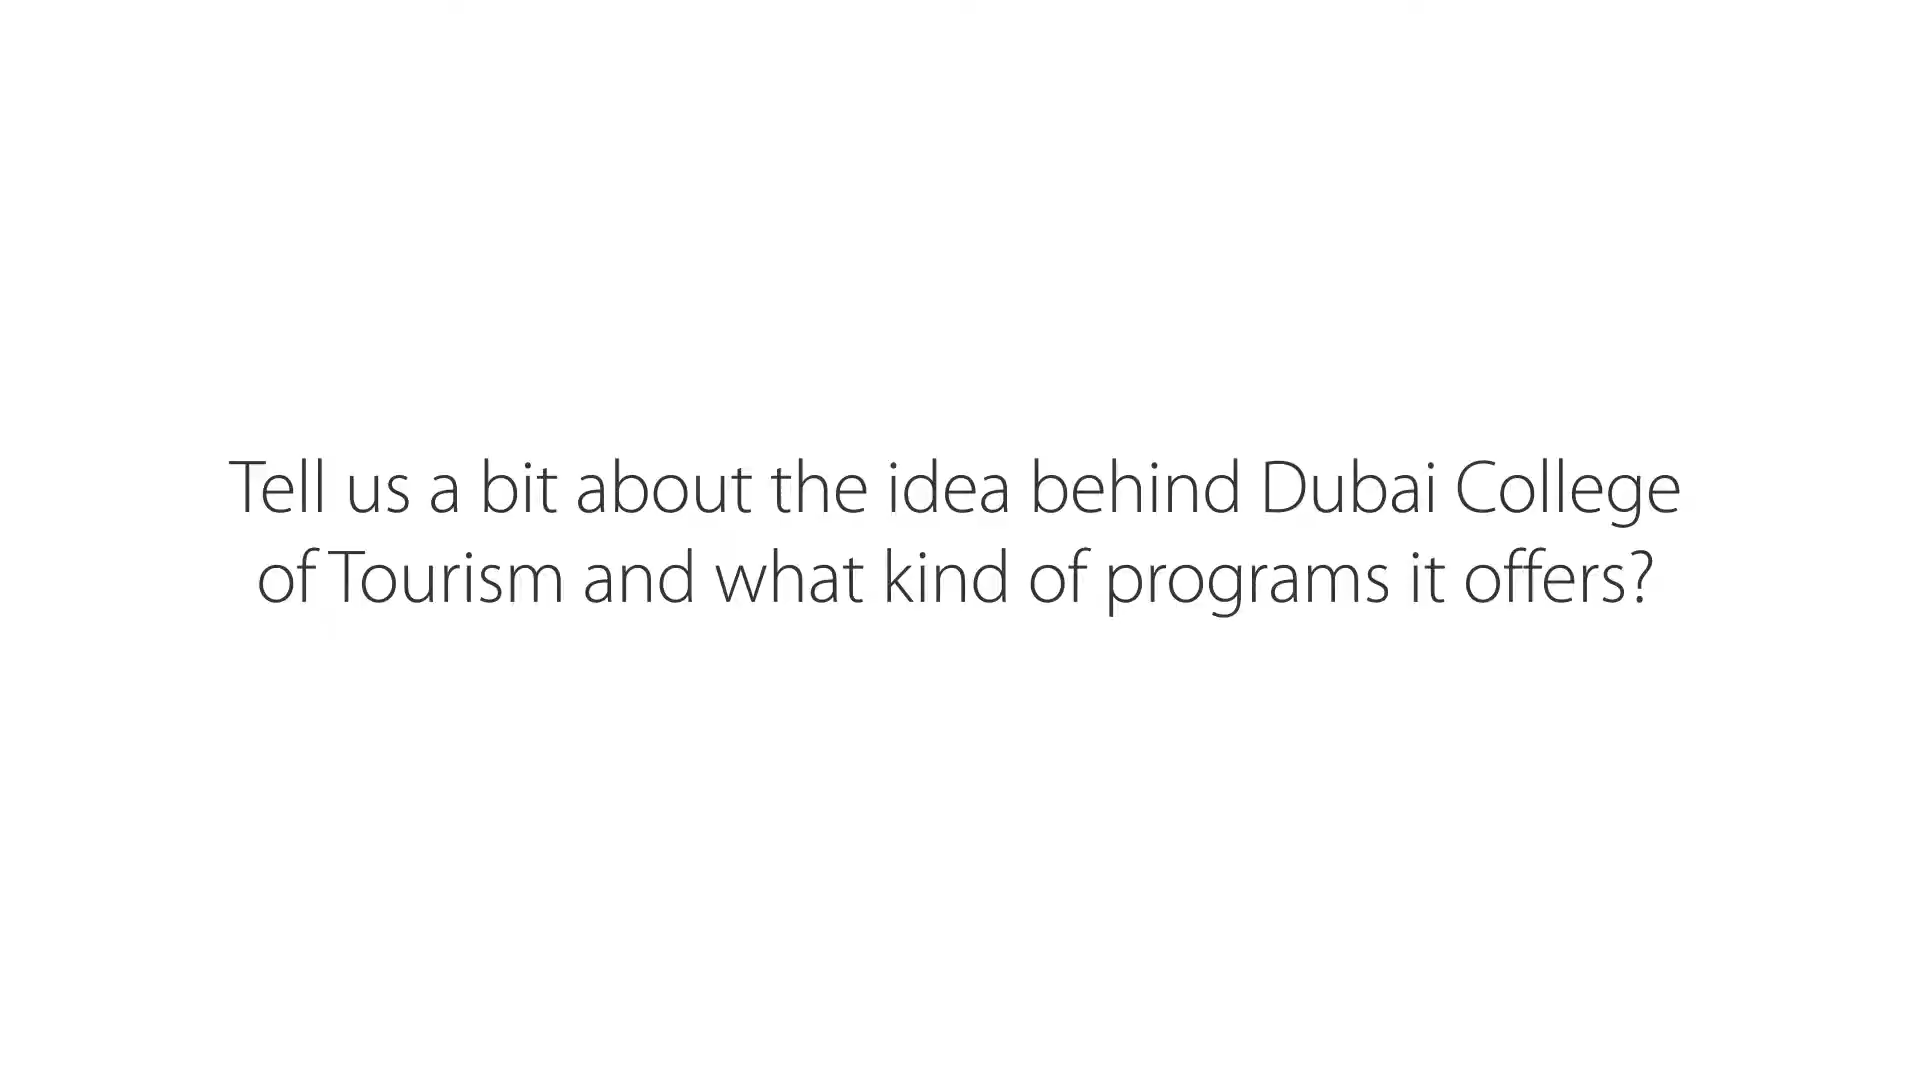 Tell us a bit about the idea behind Dubai College
of Tourism and what kind of programs it offers?